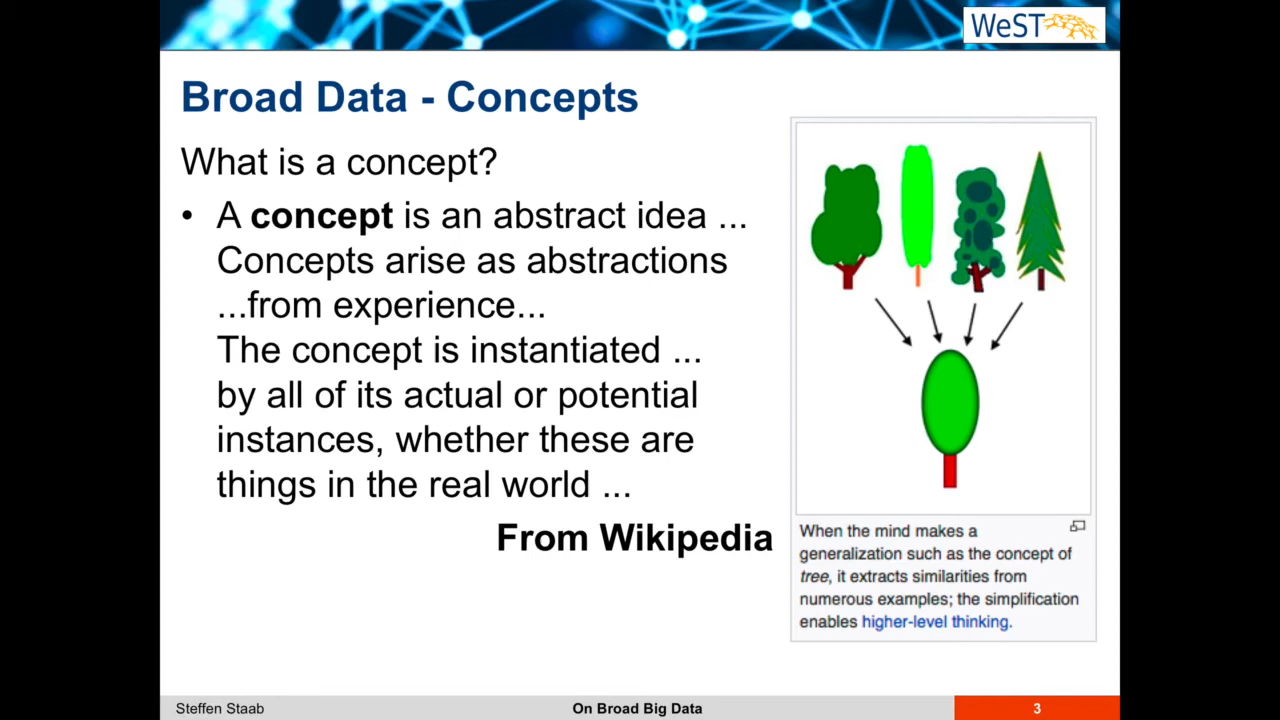 WeST
Broad Data - Concepts
What is a concept?
• A concept is an abstract idea ...
Concepts arise as abstractions
...from experience...
The concept is instantiated ...
by all of its actual or potential
instances, whether these are
things in the real world ...
From Wikipedia
When the mind makes a
generalization such as the concept of
tree, it extracts similarities from
numerous examples; the simplification
enables higher-level thinking.
Steffen Staab
On Broad Big Data
3